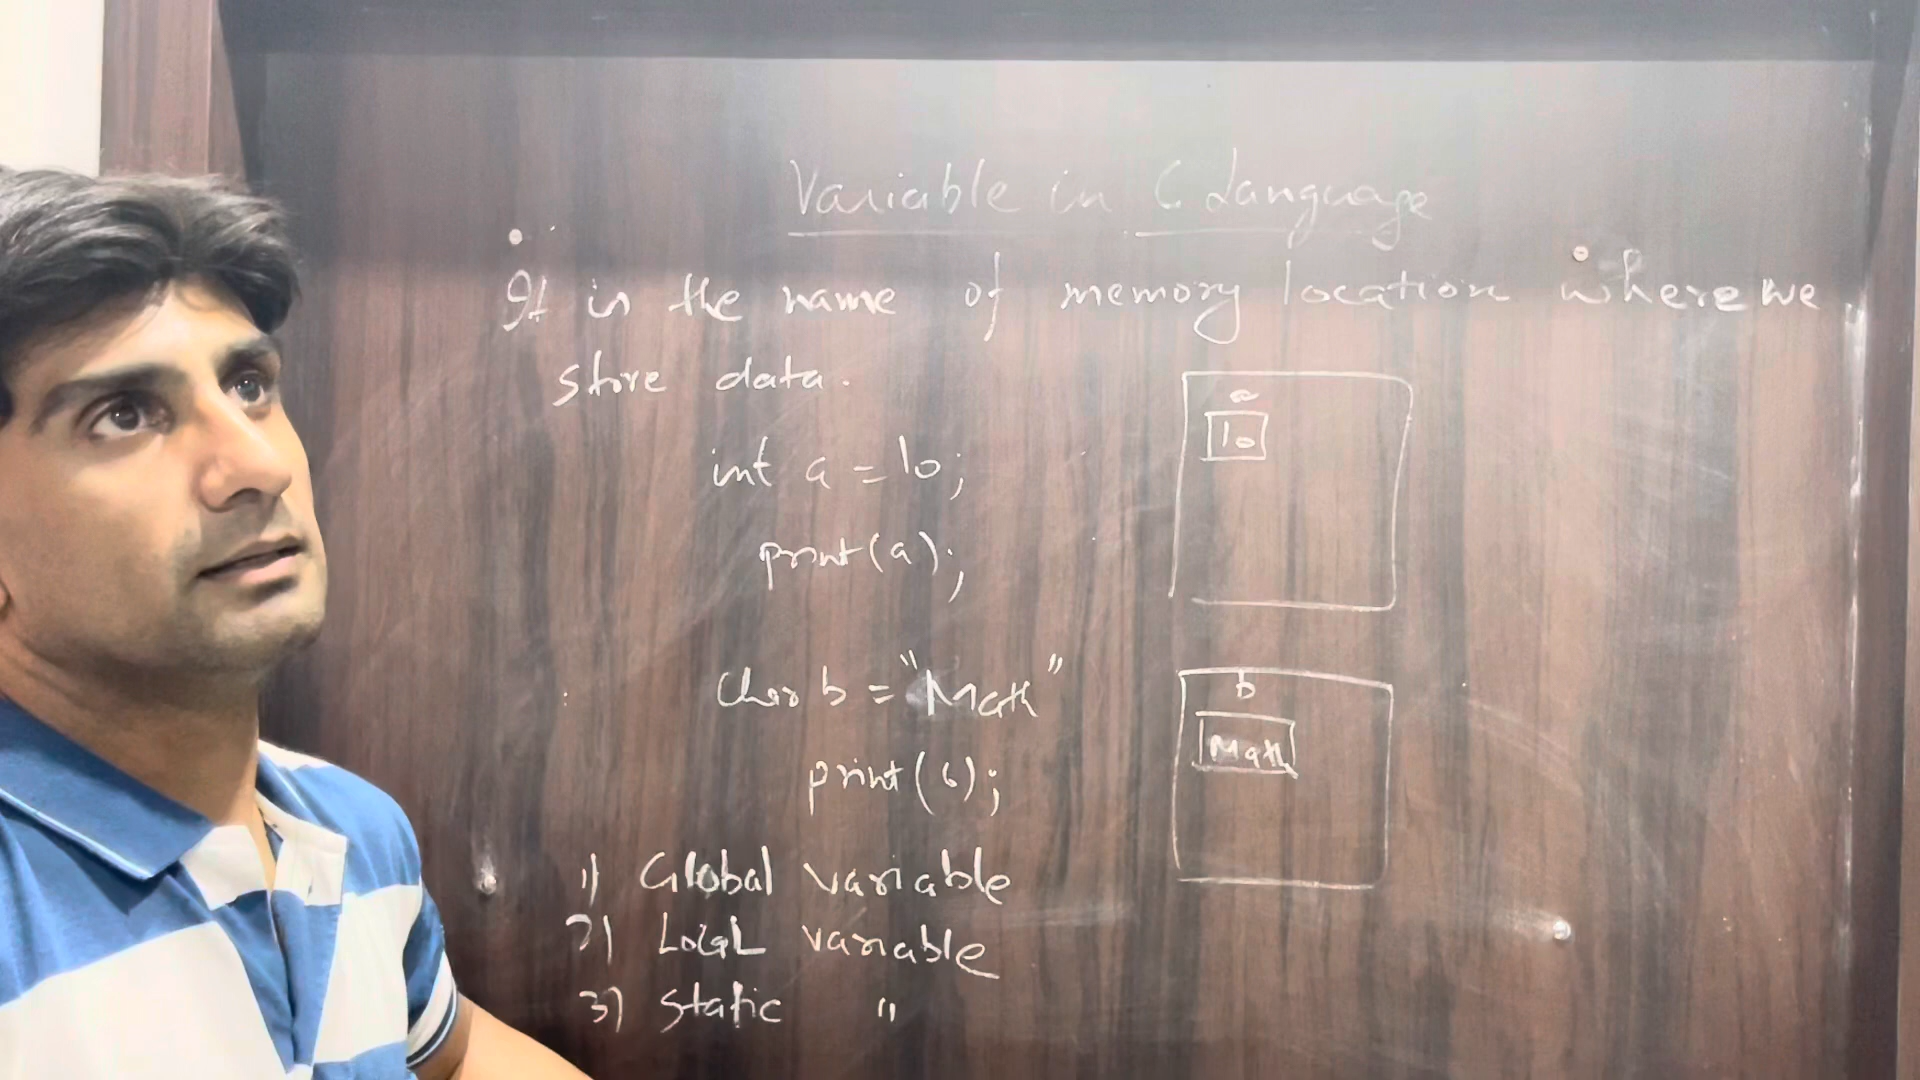 Variable in C Language
It is the name of memory location where we
store data.
a
10
int a = 10;
print(a);
char b = "Math"
b
Math
print(b);
1) Global variable
2) Local variable
3) static "